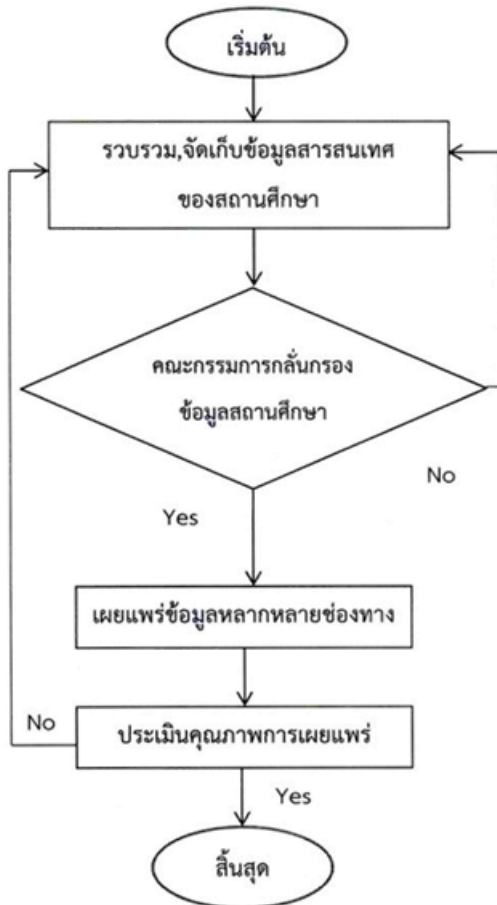 เริ่มต้น
รวบรวม,จัดเก็บข้อมูลสารสนเทศ
ของสถานศึกษา
คณะกรรมการกลั่นกรอง
ข้อมูลสถานศึกษา
No
Yes
เผยแพร่ข้อมูลหลากหลายช่องทาง
No
ประเมินคุณภาพการเผยแพร่
Yes
สิ้นสุด